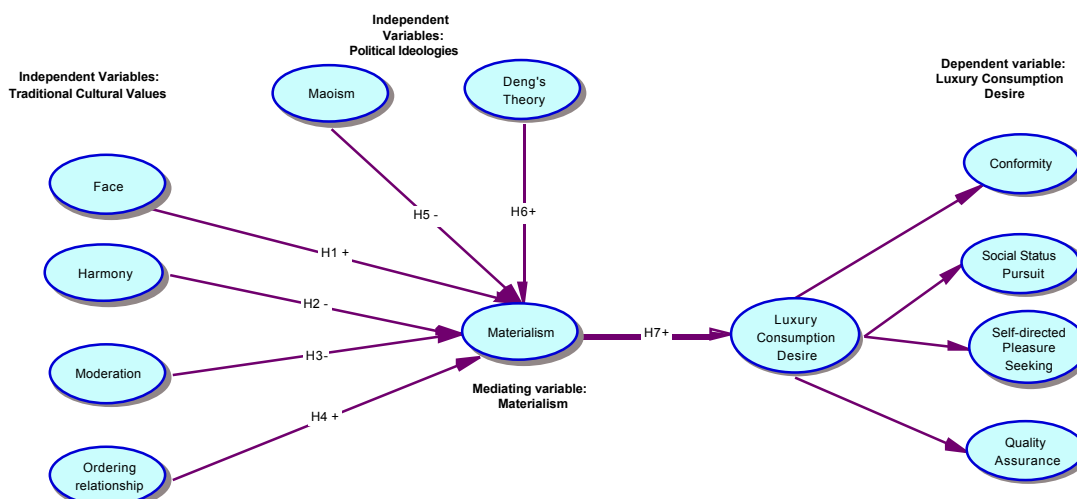 Independent
Variables:
Political Ideologies
Independent Variables:
Traditional Cultural Values
Dependent variable:
Luxury Consumption
Desire
Maoism
Deng's
Theory
Conformity
Face
H5 -
H6+
H1 +
Harmony
Social Status
Pursuit
H2 -
Materialism
H7+
Luxury
Consumption
Desire
Self-directed
Pleasure
Seeking
H3-
Moderation
Mediating variable:
Materialism
H4 +
Ordering
relationship
Quality
Assurance